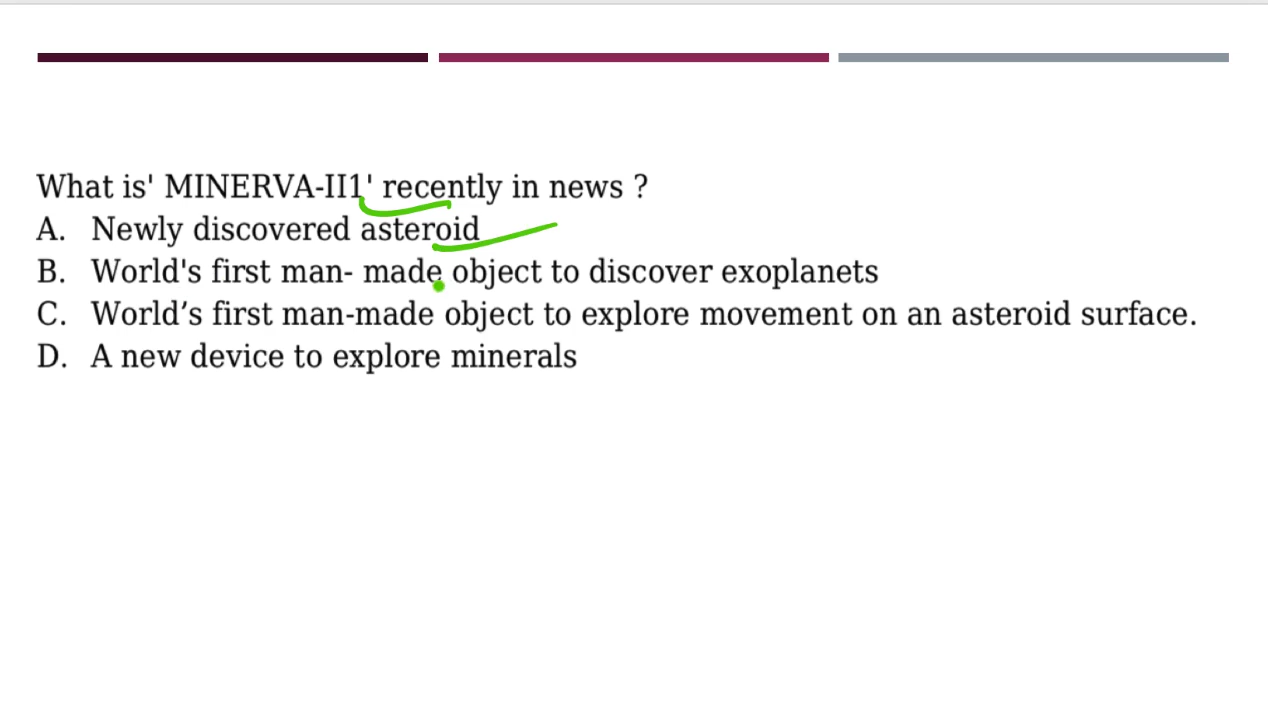 What is' MINERVA-II1' recently in news ?
A. Newly discovered asteroid
B. World's first man- made object to discover exoplanets
C. World’s first man-made object to explore movement on an asteroid surface.
D. A new device to explore minerals